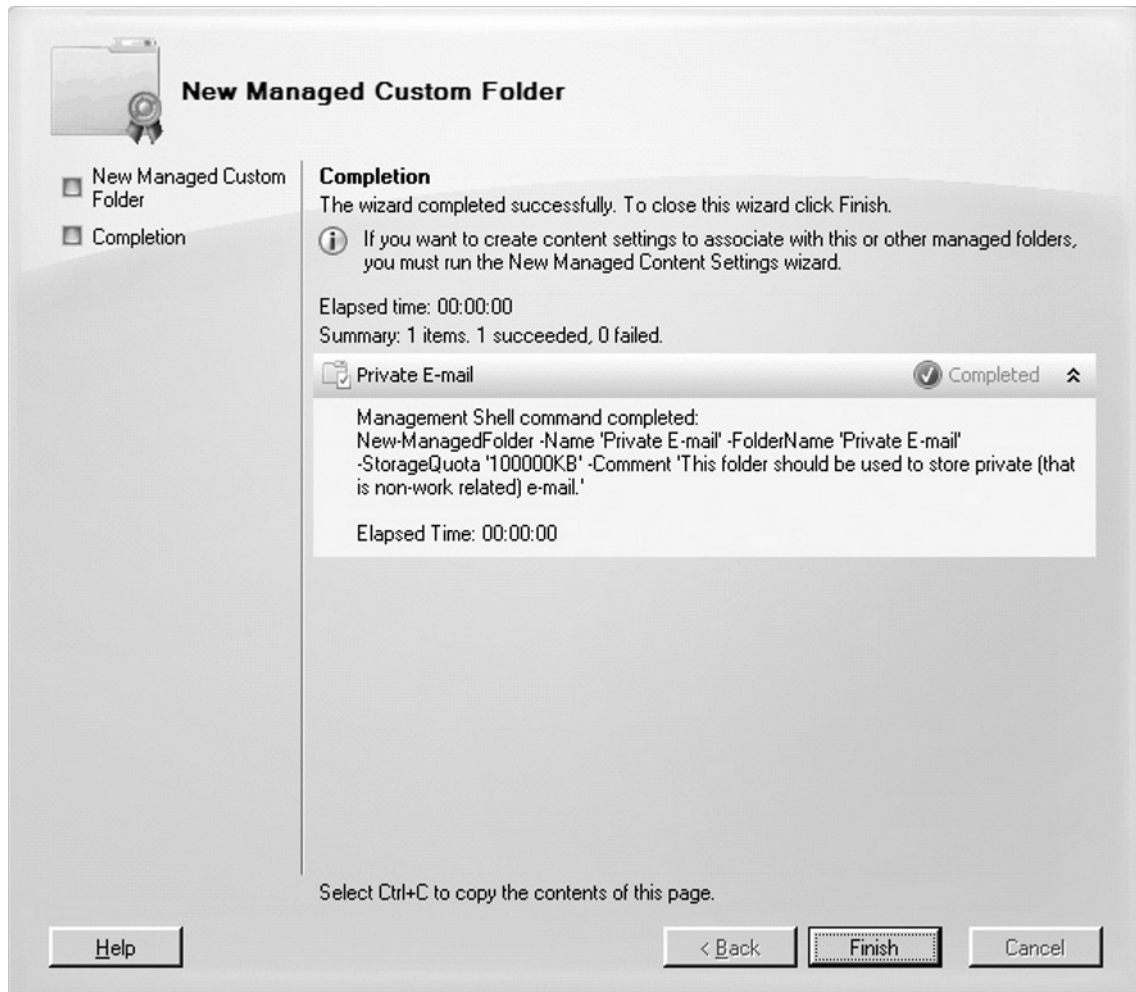 New Managed Custom Folder
New Managed Custom
Folder
Completion
Completion
The wizard completed successfully. To close this wizard click Finish.
If you want to create content settings to associate with this or other managed folders,
you must run the New Managed Content Settings wizard.
Elapsed time: 00:00:00
Summary: 1 items. 1 succeeded, 0 failed.
Private E-mail
Completed
Management Shell command completed:
New-ManagedFolder -Name 'Private E-mail' -FolderName 'Private E-mail'
-StorageQuota '100000KB' -Comment 'This folder should be used to store private (that
is non-work related) e-mail.'
Elapsed Time: 00:00:00
Select Ctrl+C to copy the contents of this page.
Help
< Back
Finish
Cancel